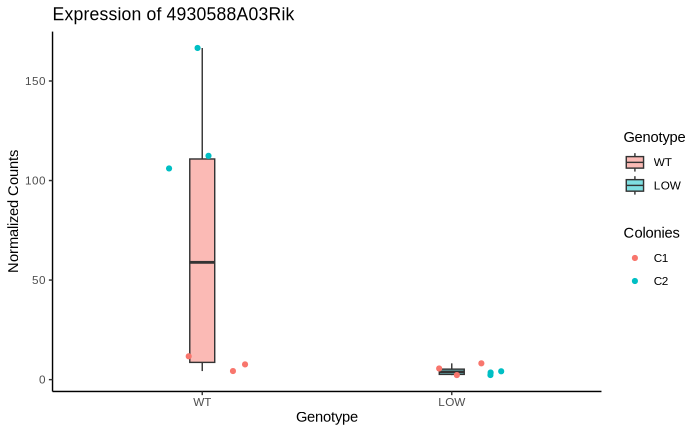 Expression of 4930588A03Rik
Normalized Counts
150
100
50
0
WT
LOW
Genotype
Genotype
WT
LOW
Colonies
C1
C2